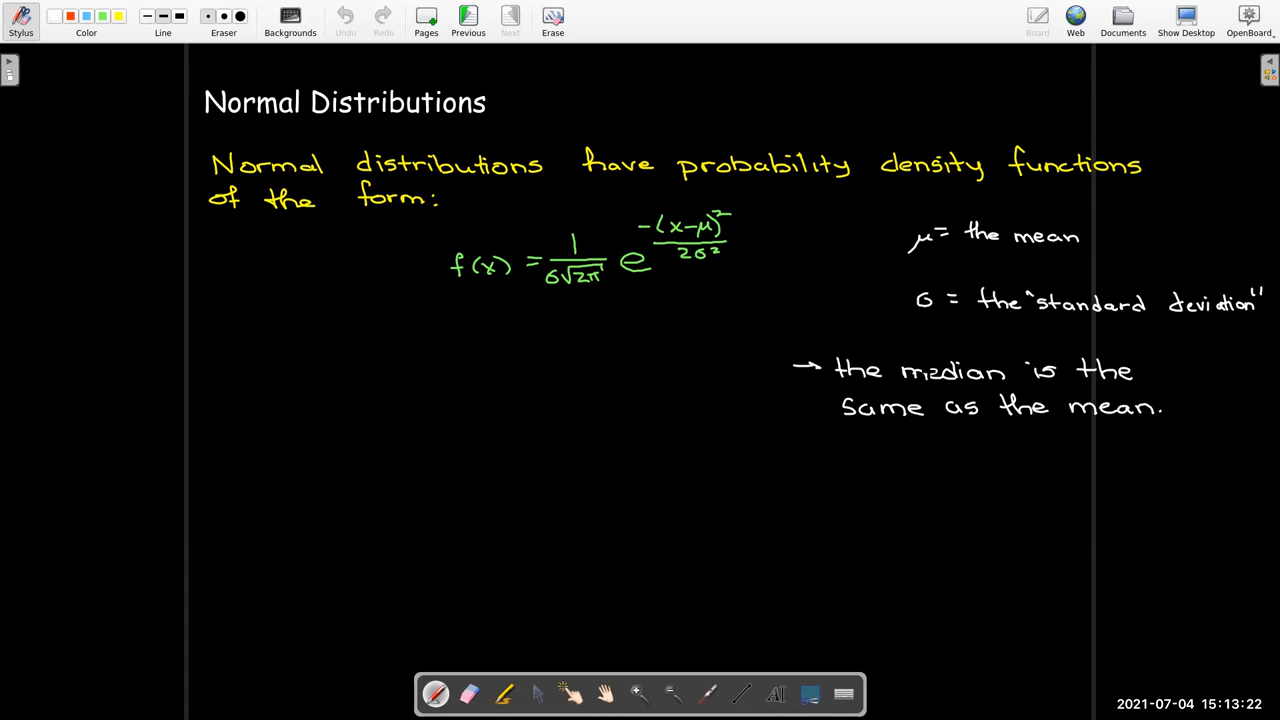 Stylus Color Line Eraser Backgrounds Undo Redo Pages Previous Next Erase Board Web Documents Show Desktop OpenBoard
Normal Distributions
Normal distributions have probability density functions
of the form:
f(x) = 1/(σ√2π) e^(-(x-μ)²/2σ²)
μ = the mean
σ = the "standard deviation"
→ the median is the
same as the mean.
AI
2021-07-04 15:13:22